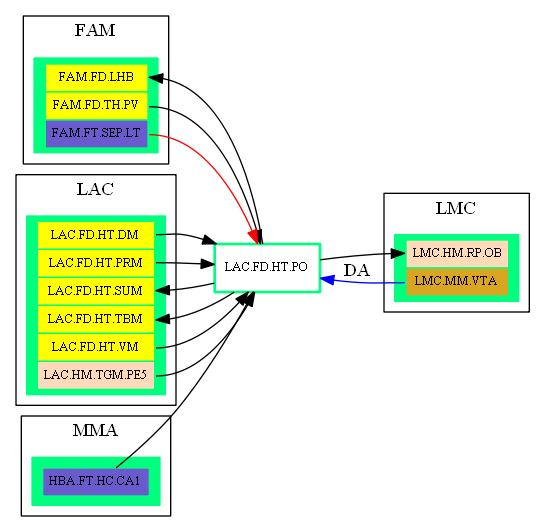 FAM
FAM.FD.LHB
FAM.FD.TH.PV
FAM.FT.SEP.LT
LAC
LAC.FD.HT.DM
LAC.FD.HT.PRM
LAC.FD.HT.SUM
LAC.FD.HT.TBM
LAC.FD.HT.VM
LAC.HM.TGM.PE5
MMA
HBA.FT.HC.CA1
LAC.FD.HT.PO
DA
LMC
LMC.HM.RP.OB
LMC.MM.VTA